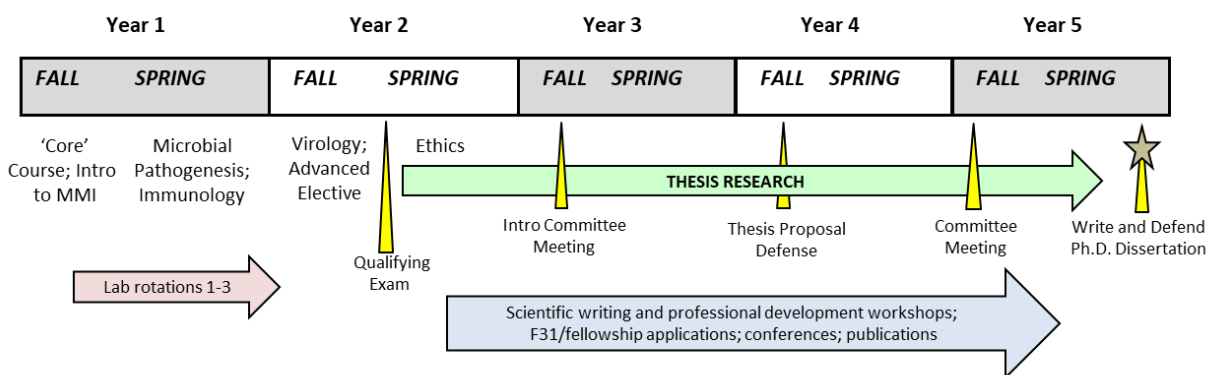 Year 1 Year 2 Year 3 Year 4 Year 5
FALL SPRING FALL SPRING FALL SPRING FALL SPRING FALL SPRING
‘Core’
Course; Intro
to MMI
Microbial
Pathogenesis;
Immunology
Virology;
Advanced
Elective
Ethics
THESIS RESEARCH
Qualifying
Exam
Intro Committee
Meeting
Thesis Proposal
Defense
Committee
Meeting
Write and Defend
Ph.D. Dissertation
Lab rotations 1-3
Scientific writing and professional development workshops;
F31/fellowship applications; conferences; publications